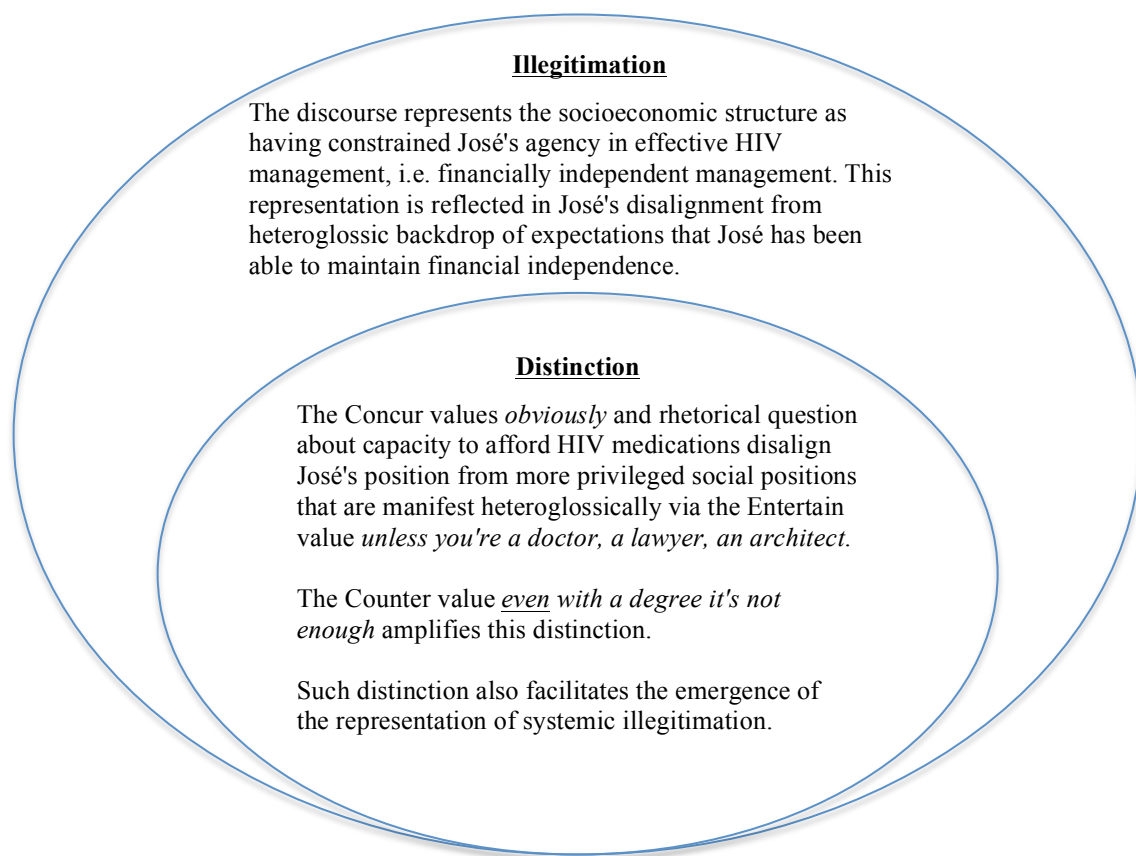 Illegitimation
The discourse represents the socioeconomic structure as
having constrained José's agency in effective HIV
management, i.e. financially independent management. This
representation is reflected in José's disalignment from
heteroglossic backdrop of expectations that José has been
able to maintain financial independence.
Distinction
The Concur values obviously and rhetorical question
about capacity to afford HIV medications disalign
José's position from more privileged social positions
that are manifest heteroglossically via the Entertain
value unless you're a doctor, a lawyer, an architect.
The Counter value even with a degree it's not
enough amplifies this distinction.
Such distinction also facilitates the emergence of
the representation of systemic illegitimation.